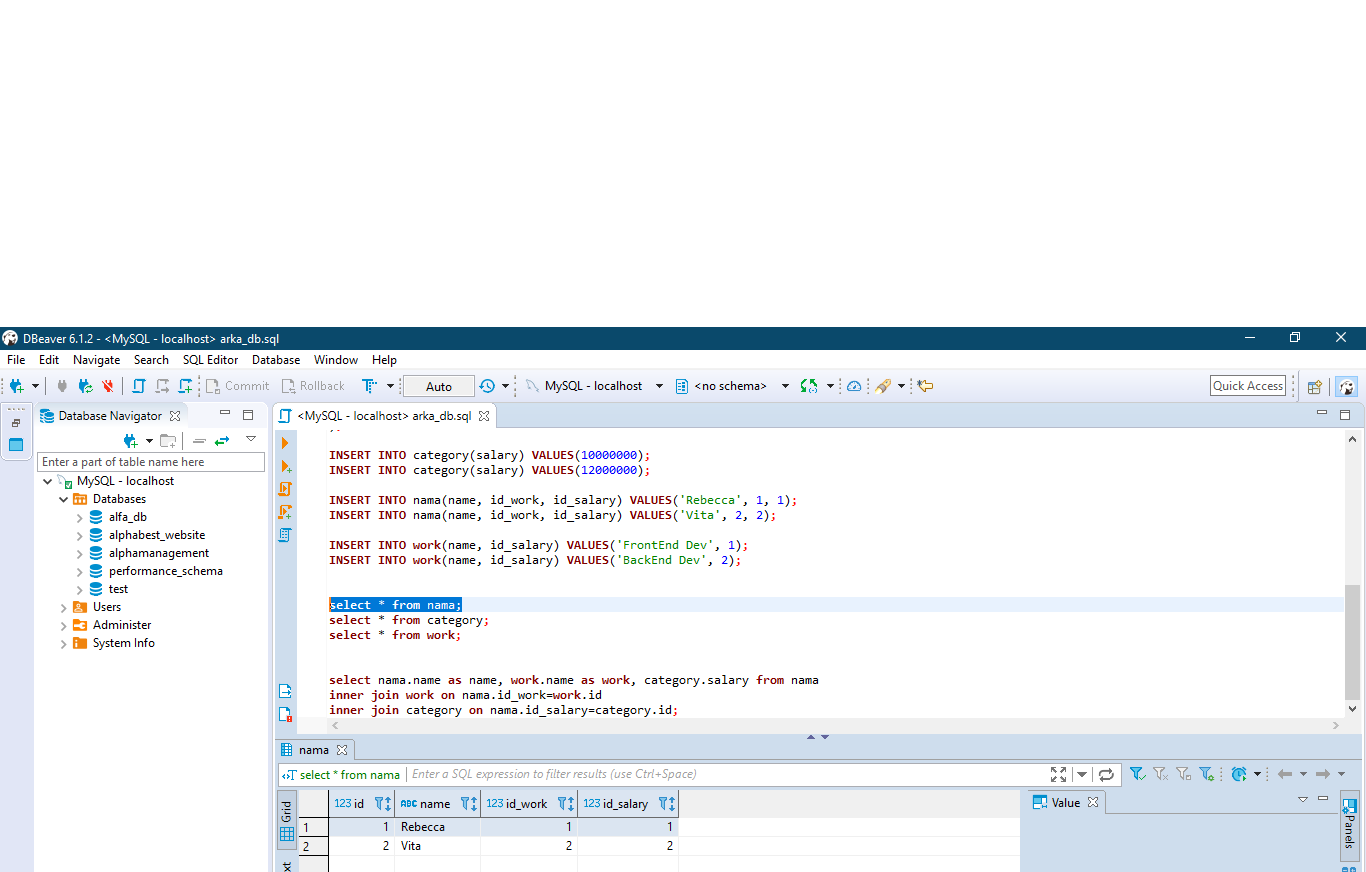 DBeaver 6.1.2 - <MySQL - localhost> arka_db.sql
File Edit Navigate Search SQL Editor Database Window Help
Commit Rollback Auto MySQL - localhost <no schema> Quick Access
Database Navigator
<MySQL - localhost> arka_db.sql
Enter a part of table name here
MySQL - localhost
Databases
alfa_db
alphabest_website
alphamanagement
performance_schema
test
Users
Administer
System Info
INSERT INTO category(salary) VALUES(10000000);
INSERT INTO category(salary) VALUES(12000000);
INSERT INTO nama(name, id_work, id_salary) VALUES('Rebecca', 1, 1);
INSERT INTO nama(name, id_work, id_salary) VALUES('Vita', 2, 2);
INSERT INTO work(name, id_salary) VALUES('FrontEnd Dev', 1);
INSERT INTO work(name, id_salary) VALUES('BackEnd Dev', 2);
select * from nama;
select * from category;
select * from work;
select nama.name as name, work.name as work, category.salary from nama
inner join work on nama.id_work=work.id
inner join category on nama.id_salary=category.id;
nama
select * from nama Enter a SQL expression to filter results (use Ctrl+Space)
Grid
123 id ABC name 123 id_work 123 id_salary
1 1 Rebecca 1 1
2 2 Vita 2 2
Value
Panels